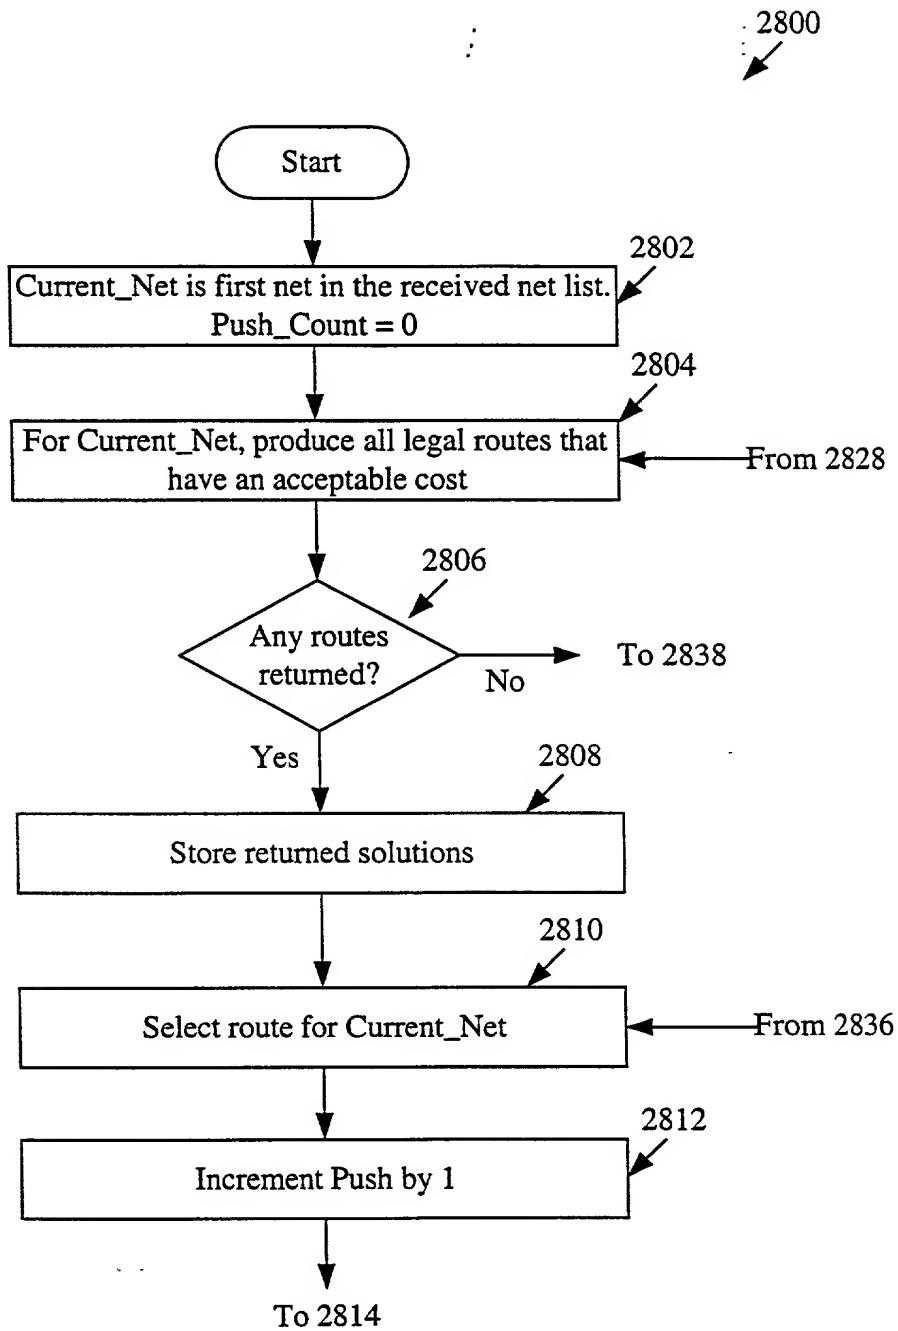 2800
Start
2802
Current_Net is first net in the received net list.
Push_Count = 0
2804
For Current_Net, produce all legal routes that
have an acceptable cost
From 2828
2806
Any routes
returned?
No
To 2838
Yes
2808
Store returned solutions
2810
Select route for Current_Net
From 2836
2812
Increment Push by 1
To 2814